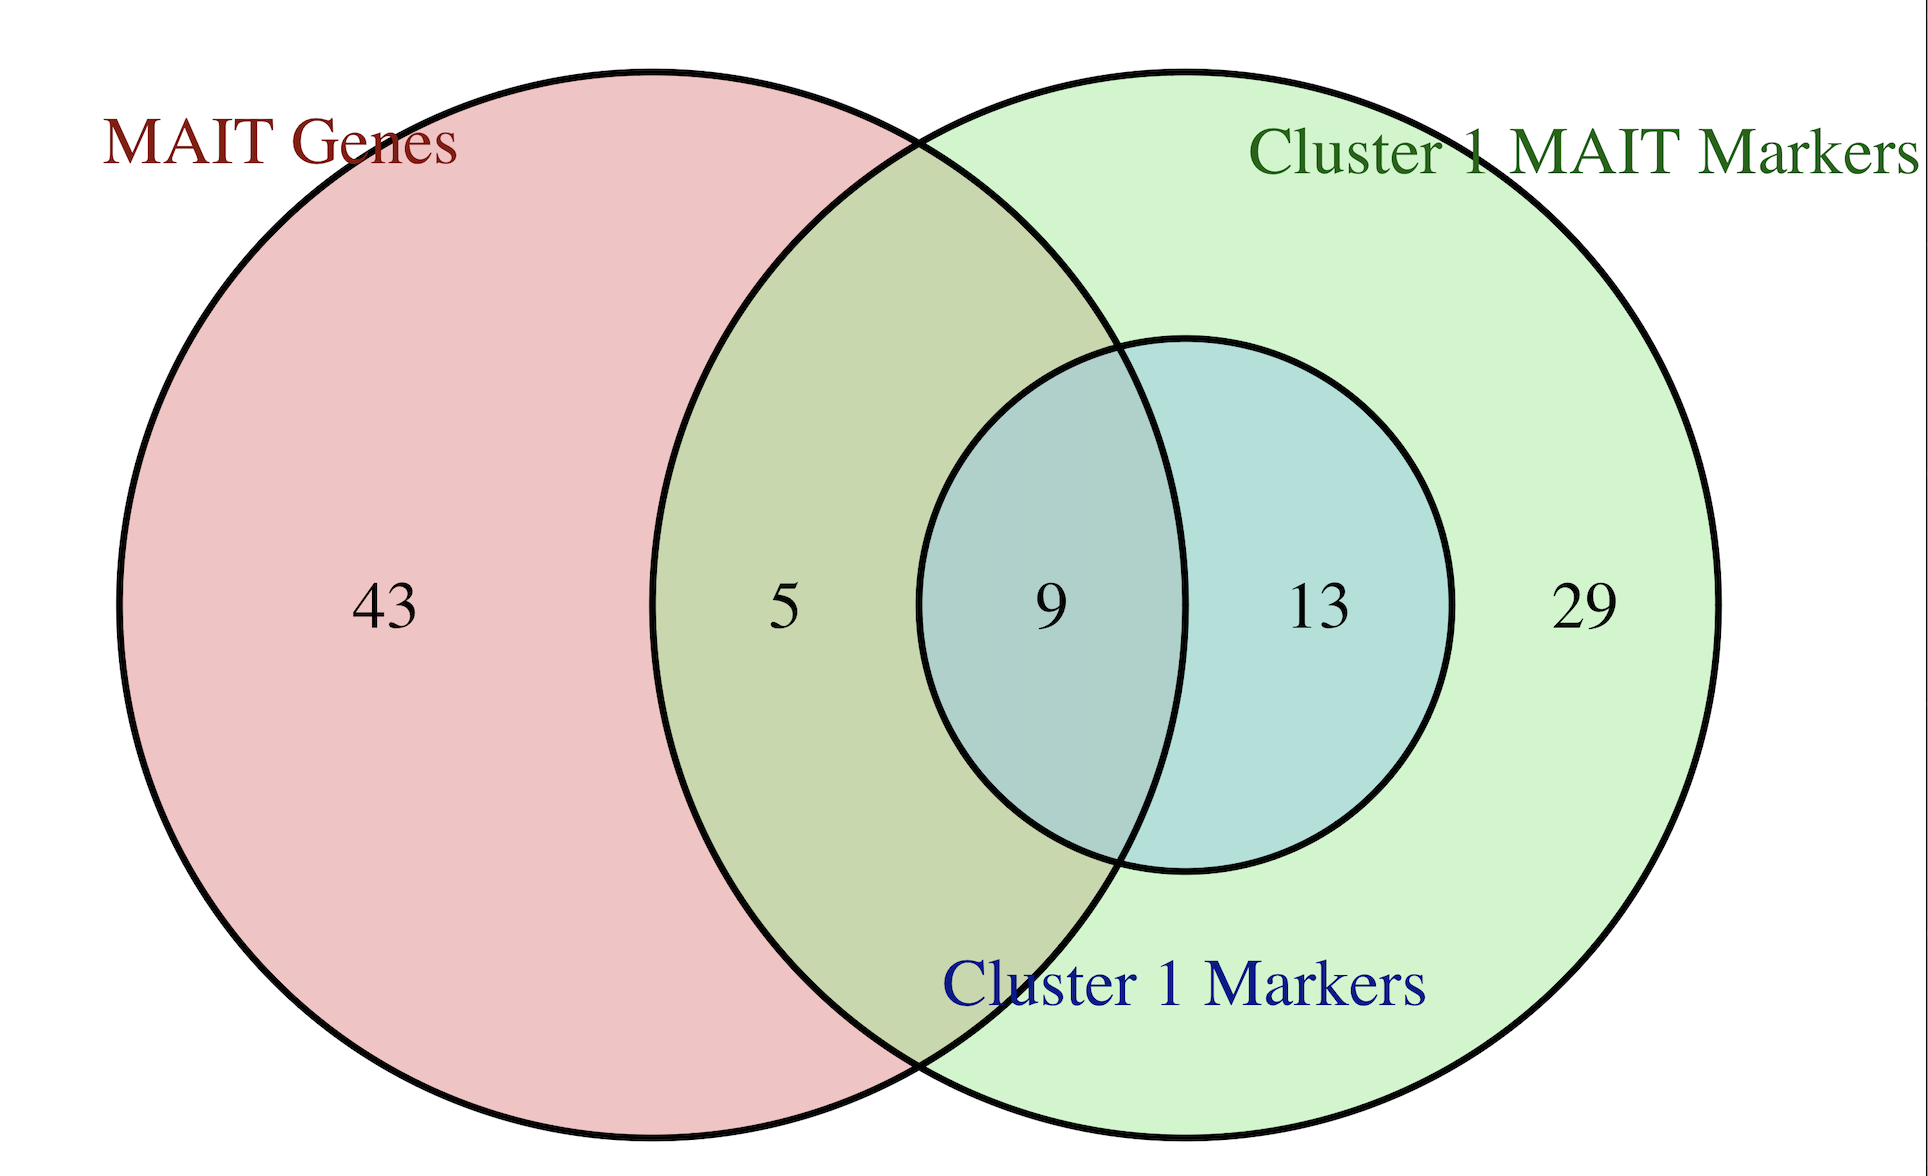 MAIT Genes
Cluster 1 MAIT Markers
43 5 9 13 29
Cluster 1 Markers